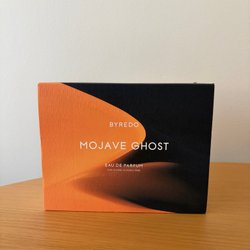 BYREDO
MOJAVE GHOST
EAU DE PARFUM